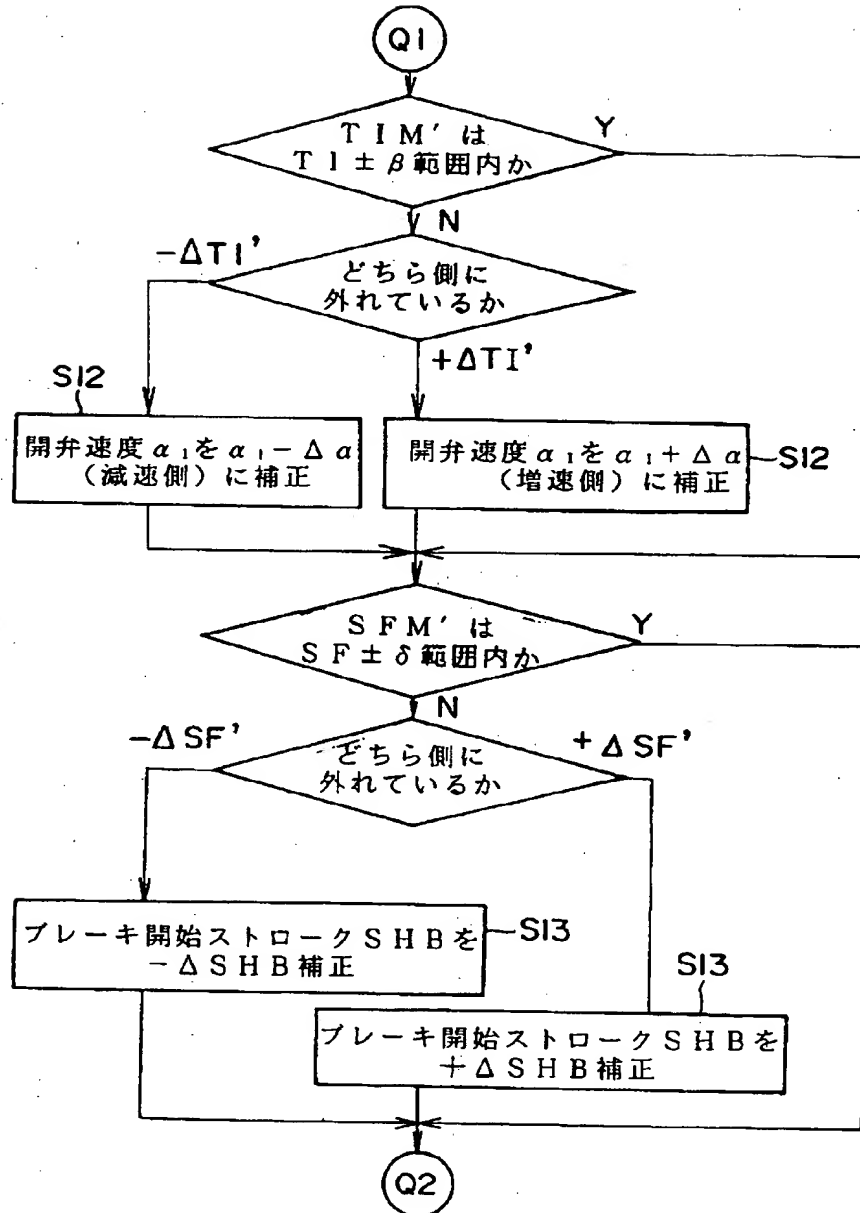 Q1
TIM′は
TI±β範囲内か
Y
N
−ΔTI'
どちら側に
外れているか
+ΔTI'
S12
開弁速度α₁をα₁−Δα
（減速側）に補正
開弁速度α₁をα₁+Δα
（増速側）に補正
S12
SFM′は
SF±δ範囲内か
Y
N
−ΔSF'
どちら側に
外れているか
+ΔSF'
ブレーキ開始ストロークSHBを
−ΔSHB補正
S13
S13
ブレーキ開始ストロークSHBを
+ΔSHB補正
Q2